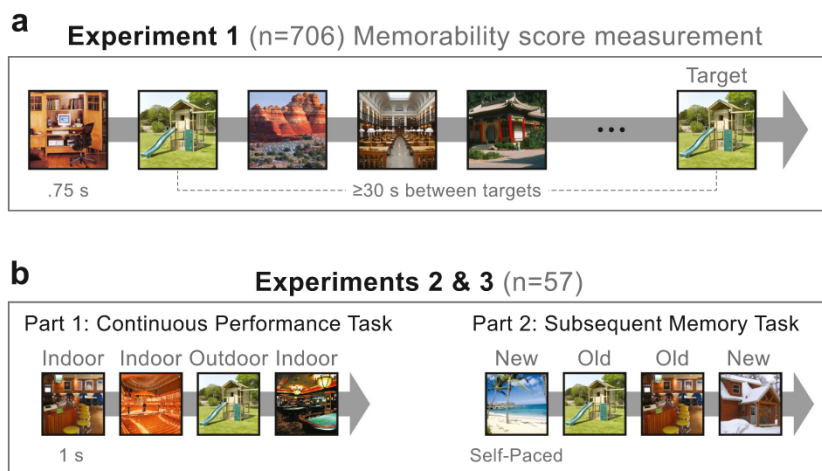 a
Experiment 1 (n=706) Memorability score measurement
Target
.75 s
≥30 s between targets
b
Experiments 2 & 3 (n=57)
Part 1: Continuous Performance Task
Indoor Indoor Outdoor Indoor
1 s
Part 2: Subsequent Memory Task
New Old Old New
Self-Paced